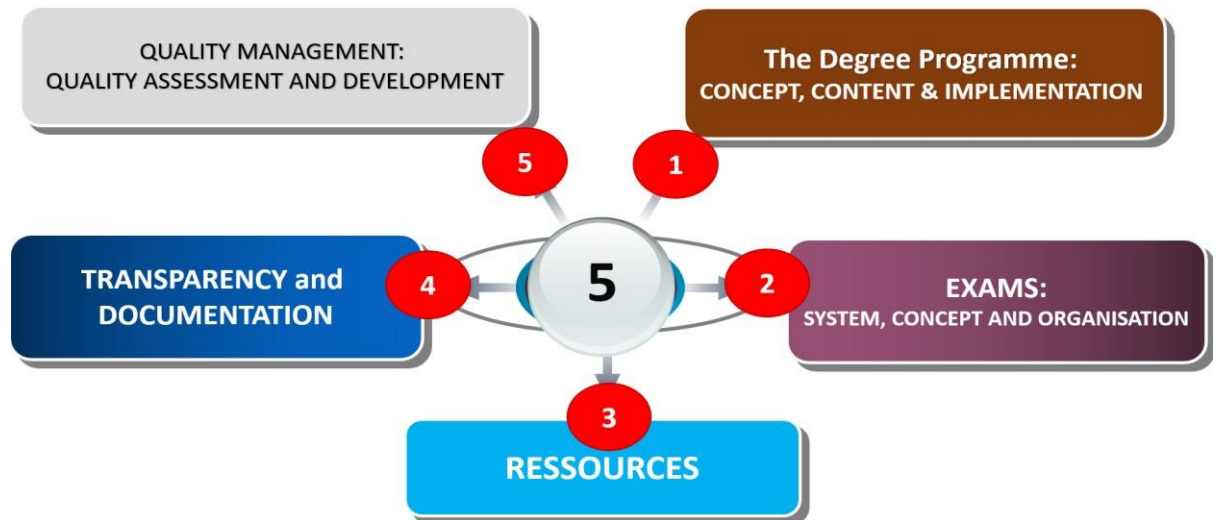 QUALITY MANAGEMENT:
QUALITY ASSESSMENT AND DEVELOPMENT
The Degree Programme:
CONCEPT, CONTENT & IMPLEMENTATION
5
1
TRANSPARENCY and
DOCUMENTATION
4
5
2
EXAMS:
SYSTEM, CONCEPT AND ORGANISATION
3
RESSOURCES